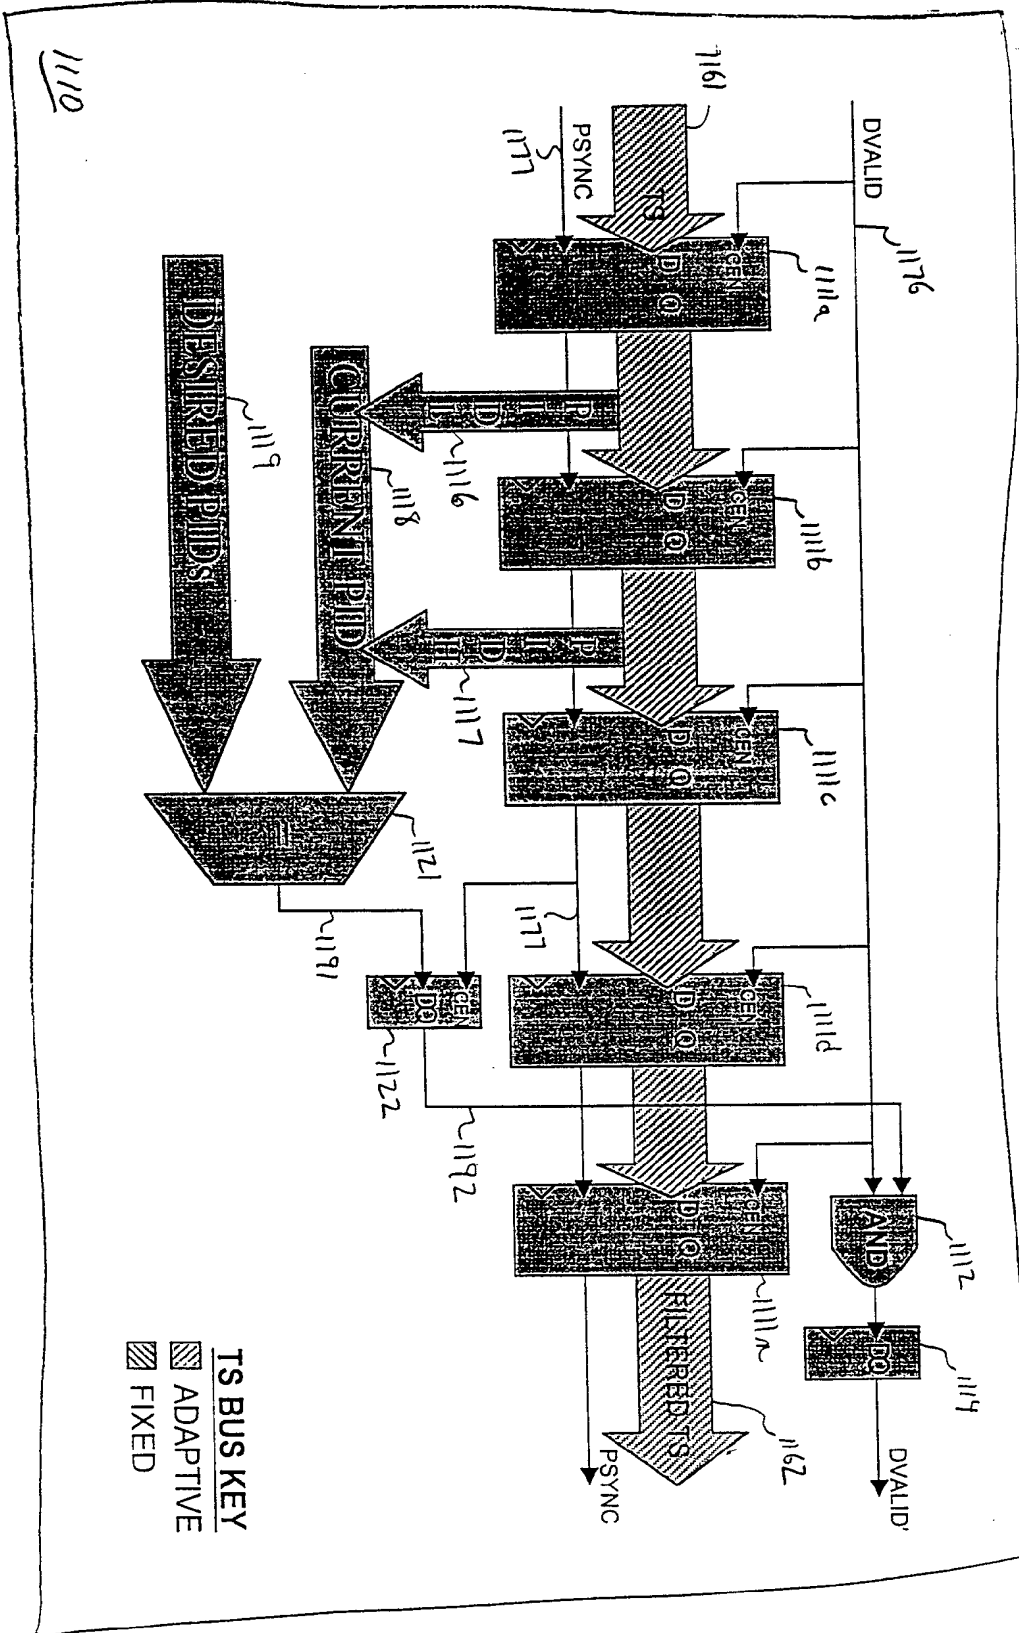 1110
DVALID
1176
7161
TS
PSYNC
1177
CEN
D Q
1111a
CEN
D Q
1111b
CEN
D Q
1111c
CEN
D Q
1111d
CEN
D Q
1111n
PID L
1116
PID H
1117
CURRENT PID
1118
DESIRED PIDs
1119
=
1121
1191
1177
CEN
DQ
1122
1192
AND
1112
DQ
1114
DVALID'
FILTERED TS
1162
PSYNC
TS BUS KEY
ADAPTIVE
FIXED